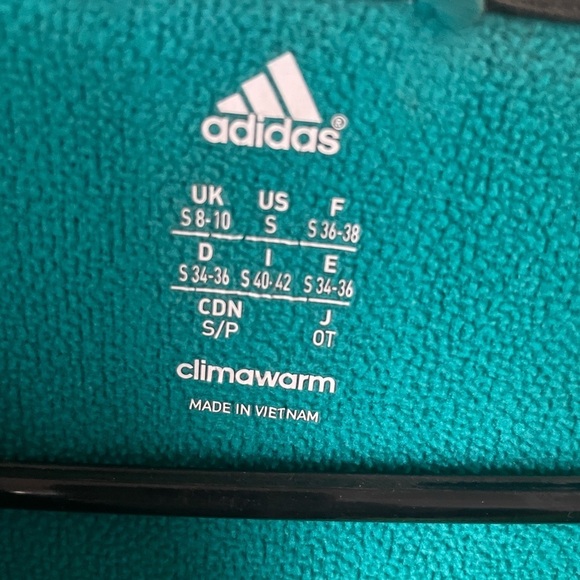 adidas®
UK US F
S 8-10 S S 36-38
D I E
S 34-36 S 40-42 S 34-36
CDN J
S/P OT
climawarm
MADE IN VIETNAM